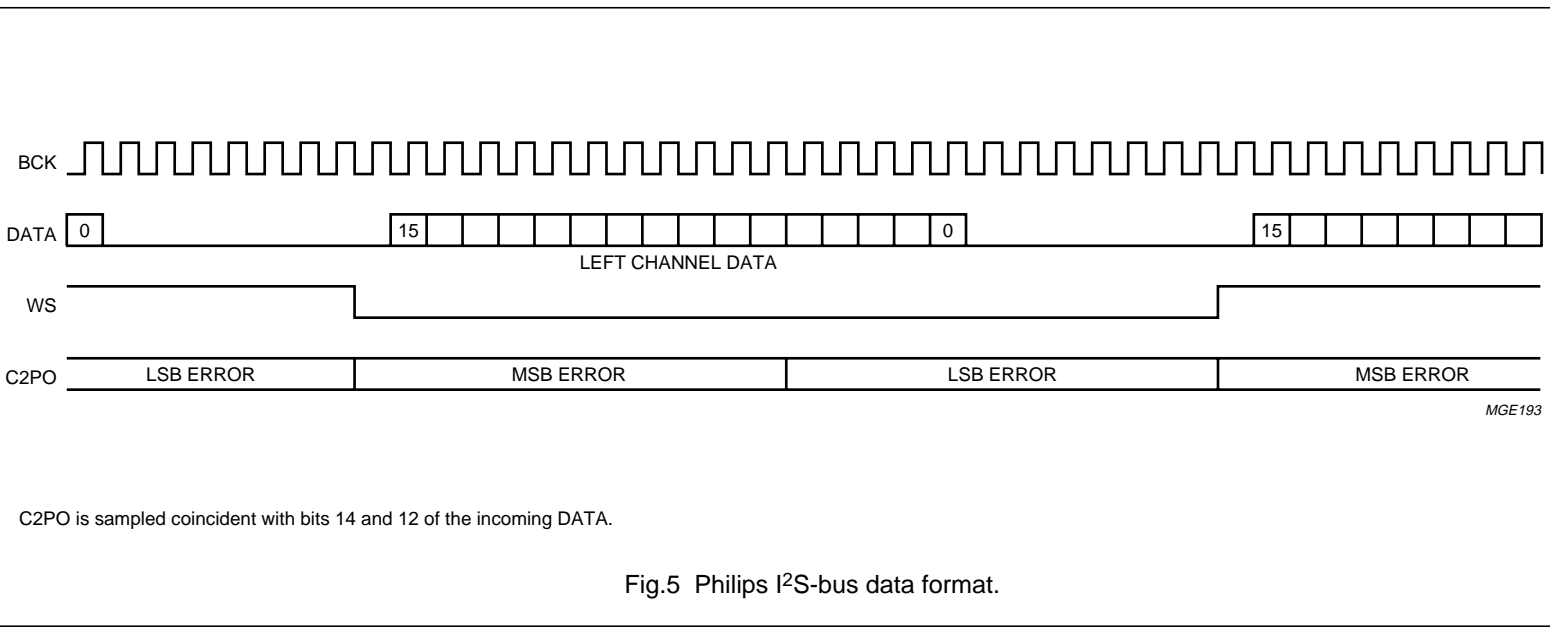 BCK
DATA 0 15 0 15
LEFT CHANNEL DATA
WS
C2PO LSB ERROR MSB ERROR LSB ERROR MSB ERROR
MGE193
C2PO is sampled coincident with bits 14 and 12 of the incoming DATA.
Fig.5 Philips I²S-bus data format.